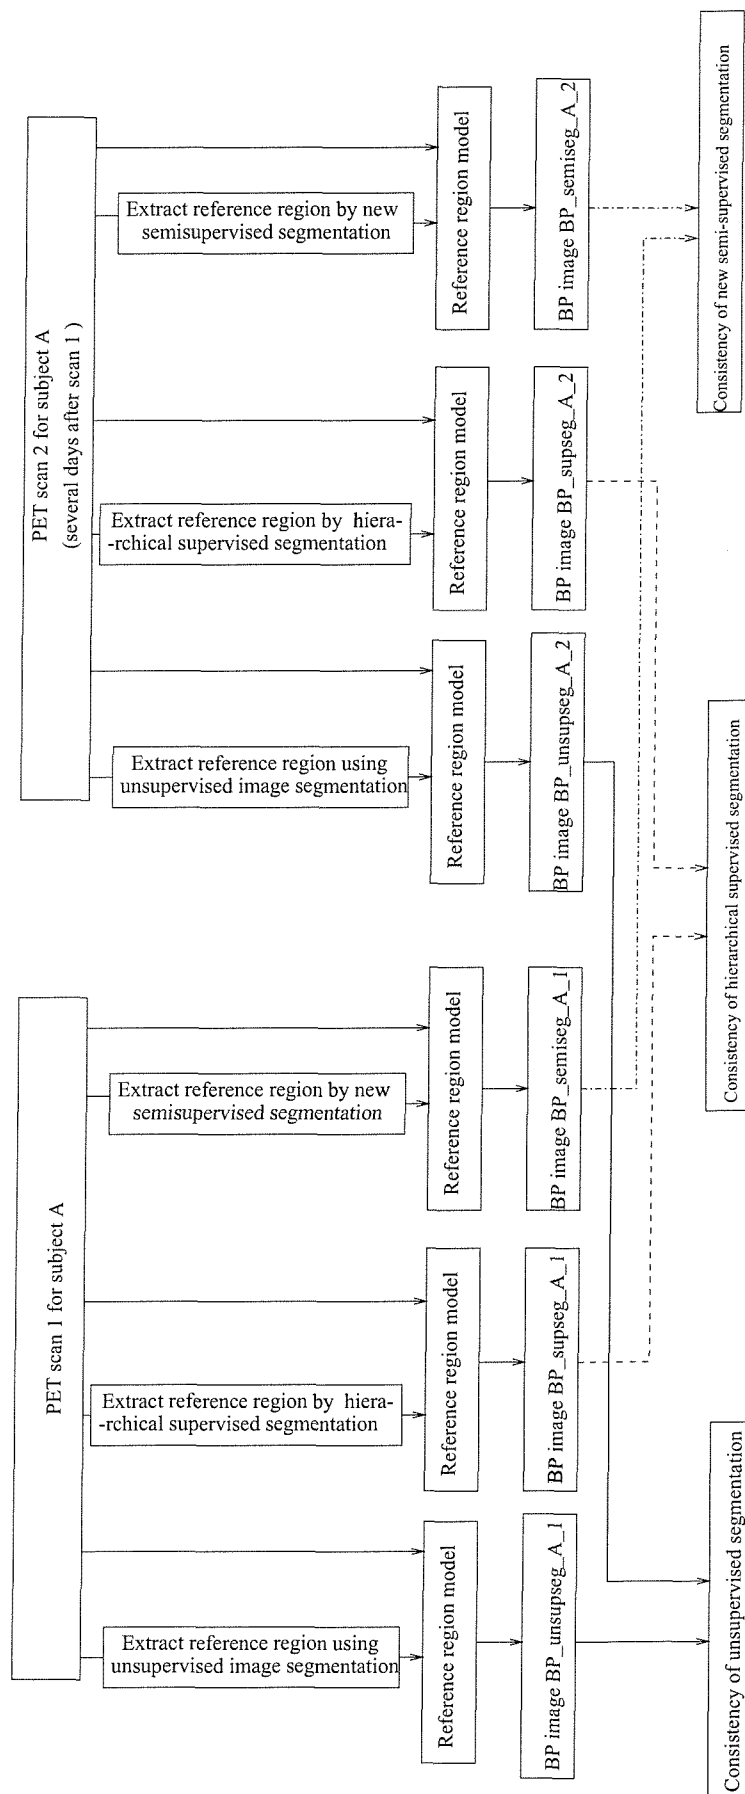 PET scan 1 for subject A
Extract reference region using
unsupervised image segmentation
Extract reference region by hiera-
-rchical supervised segmentation
Extract reference region by new
semisupervised segmentation
Reference region model
Reference region model
Reference region model
BP image BP_unsupseg_A_1
BP image BP_supseg_A_1
BP image BP_semiseg_A_1
PET scan 2 for subject A
(several days after scan 1 )
Extract reference region using
unsupervised image segmentation
Extract reference region by hiera-
-rchical supervised segmentation
Extract reference region by new
semisupervised segmentation
Reference region model
Reference region model
Reference region model
BP image BP_unsupseg_A_2
BP image BP_supseg_A_2
BP image BP_semiseg_A_2
Consistency of unsupervised segmentation
Consistency of hierarchical supervised segmentation
Consistency of new semi-supervised segmentation